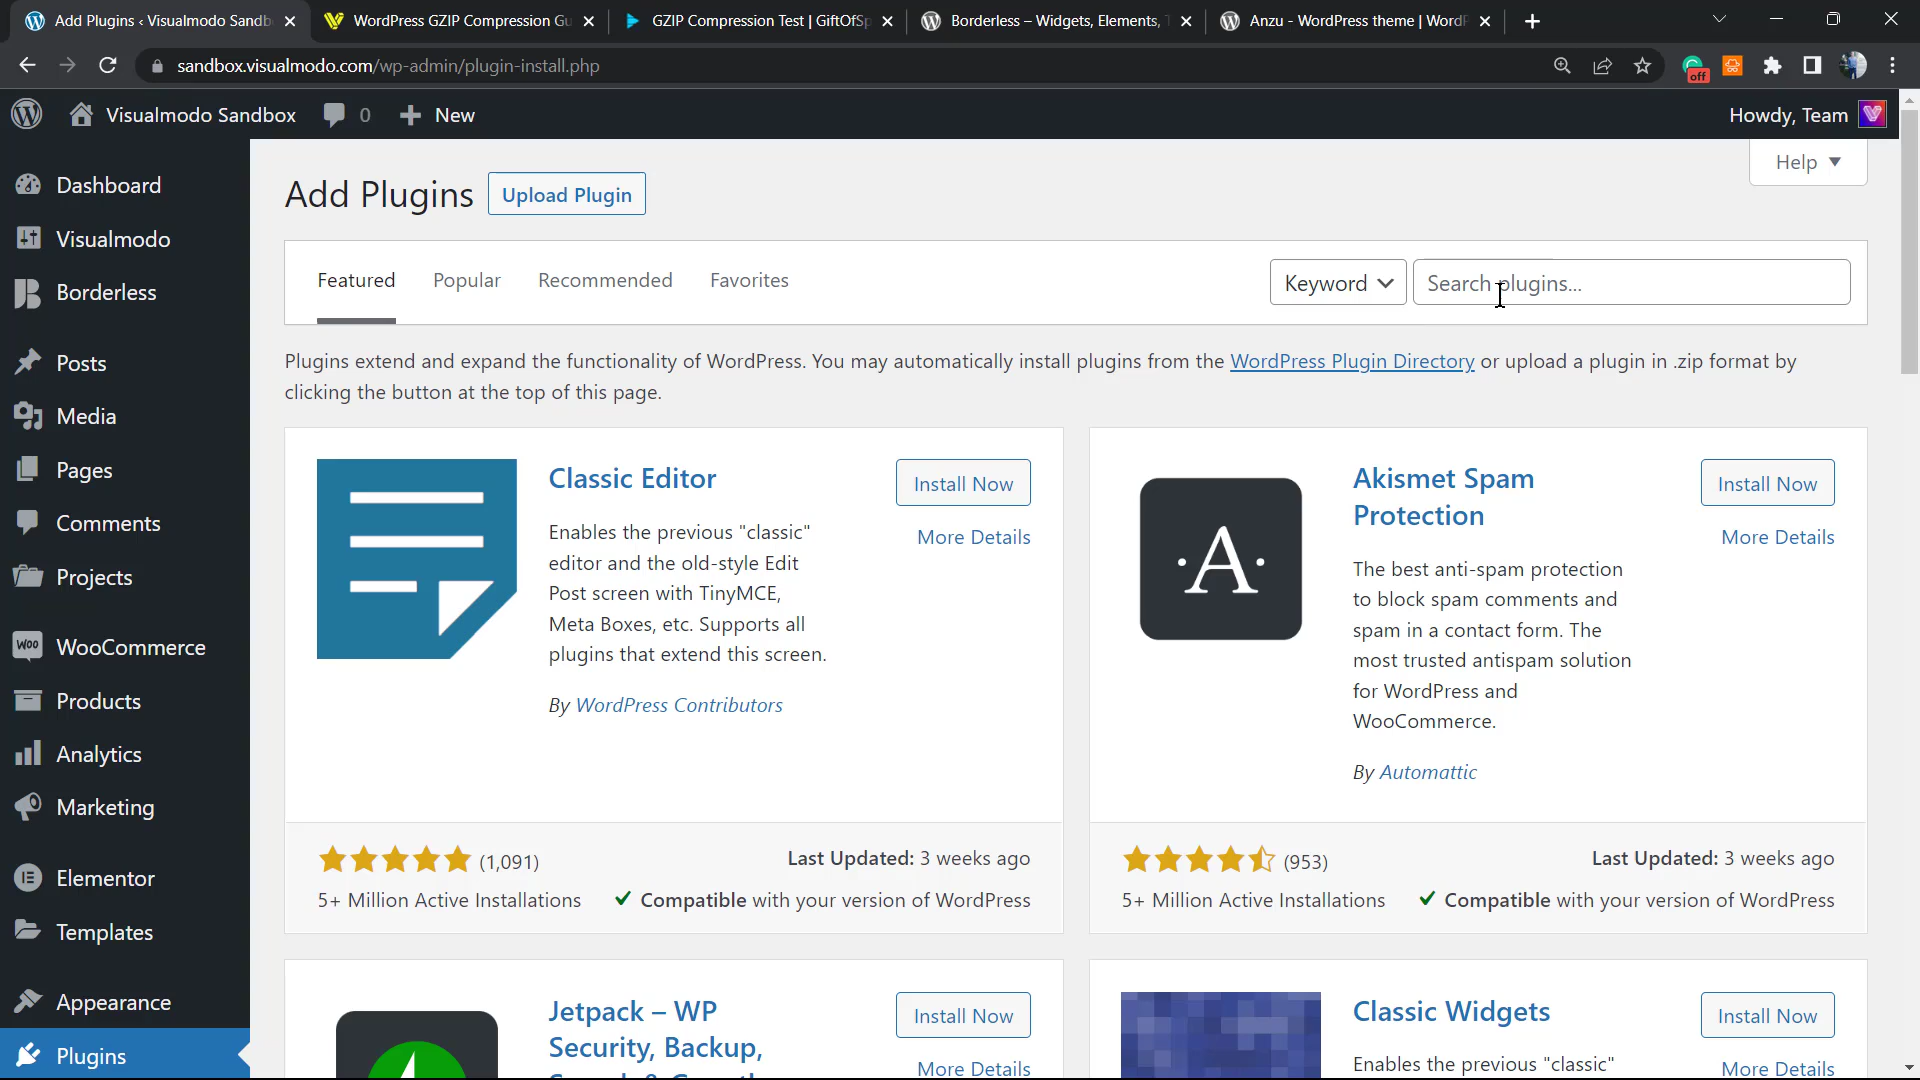 Add Plugins ‹ Visualmodo Sandb
WordPress GZIP Compression Gu
GZIP Compression Test | GiftOfSp
Borderless – Widgets, Elements, T
Anzu - WordPress theme | WordP
sandbox.visualmodo.com/wp-admin/plugin-install.php
off
Visualmodo Sandbox 0 New
Howdy, Team
Help
Dashboard
Visualmodo
Borderless
Posts
Media
Pages
Comments
Projects
WooCommerce
Products
Analytics
Marketing
Elementor
Templates
Appearance
Plugins
Add Plugins Upload Plugin
Featured Popular Recommended Favorites
Keyword Search plugins...
Plugins extend and expand the functionality of WordPress. You may automatically install plugins from the WordPress Plugin Directory or upload a plugin in .zip format by
clicking the button at the top of this page.
Classic Editor
Install Now
More Details
Enables the previous "classic"
editor and the old-style Edit
Post screen with TinyMCE,
Meta Boxes, etc. Supports all
plugins that extend this screen.
By WordPress Contributors
(1,091)
Last Updated: 3 weeks ago
5+ Million Active Installations
Compatible with your version of WordPress
·A·
Akismet Spam
Protection
Install Now
More Details
The best anti-spam protection
to block spam comments and
spam in a contact form. The
most trusted antispam solution
for WordPress and
WooCommerce.
By Automattic
(953)
Last Updated: 3 weeks ago
5+ Million Active Installations
Compatible with your version of WordPress
Jetpack – WP
Security, Backup,
Install Now
More Details
Classic Widgets
Install Now
Enables the previous "classic"
More Details